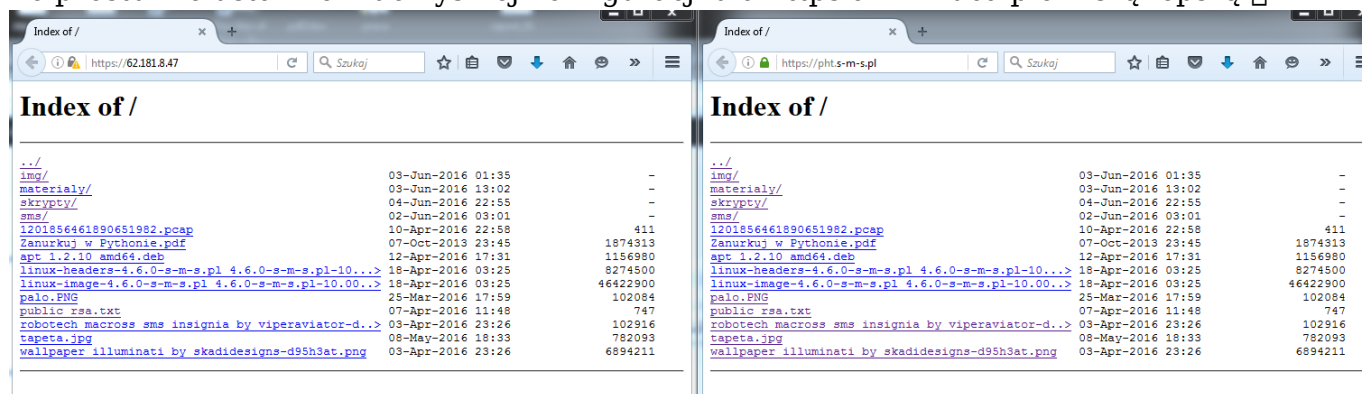 Index of /
https://62.181.8.47
Szukaj
Index of /
../
img/ 03-Jun-2016 01:35 -
materialy/ 03-Jun-2016 13:02 -
skrypty/ 04-Jun-2016 22:55 -
sms/ 02-Jun-2016 03:01 -
1201856461890651982.pcap 10-Apr-2016 22:58 411
Zanurkuj w Pythonie.pdf 07-Oct-2013 23:45 1874313
apt 1.2.10 amd64.deb 12-Apr-2016 17:31 1156980
linux-headers-4.6.0-s-m-s.pl 4.6.0-s-m-s.pl-10...> 18-Apr-2016 03:25 8274500
linux-image-4.6.0-s-m-s.pl 4.6.0-s-m-s.pl-10.00..> 18-Apr-2016 03:25 46422900
palo.PNG 25-Mar-2016 17:59 102084
public rsa.txt 07-Apr-2016 11:48 747
robotech macross sms insignia by viperaviator-d..> 03-Apr-2016 23:26 102916
tapeta.jpg 08-May-2016 18:33 782093
wallpaper illuminati by skadidesigns-d95h3at.png 03-Apr-2016 23:26 6894211
Index of /
https://pht.s-m-s.pl
Szukaj
Index of /
../
img/ 03-Jun-2016 01:35 -
materialy/ 03-Jun-2016 13:02 -
skrypty/ 04-Jun-2016 22:55 -
sms/ 02-Jun-2016 03:01 -
1201856461890651982.pcap 10-Apr-2016 22:58 411
Zanurkuj w Pythonie.pdf 07-Oct-2013 23:45 1874313
apt 1.2.10 amd64.deb 12-Apr-2016 17:31 1156980
linux-headers-4.6.0-s-m-s.pl 4.6.0-s-m-s.pl-10...> 18-Apr-2016 03:25 8274500
linux-image-4.6.0-s-m-s.pl 4.6.0-s-m-s.pl-10.00..> 18-Apr-2016 03:25 46422900
palo.PNG 25-Mar-2016 17:59 102084
public rsa.txt 07-Apr-2016 11:48 747
robotech macross sms insignia by viperaviator-d..> 03-Apr-2016 23:26 102916
tapeta.jpg 08-May-2016 18:33 782093
wallpaper illuminati by skadidesigns-d95h3at.png 03-Apr-2016 23:26 6894211